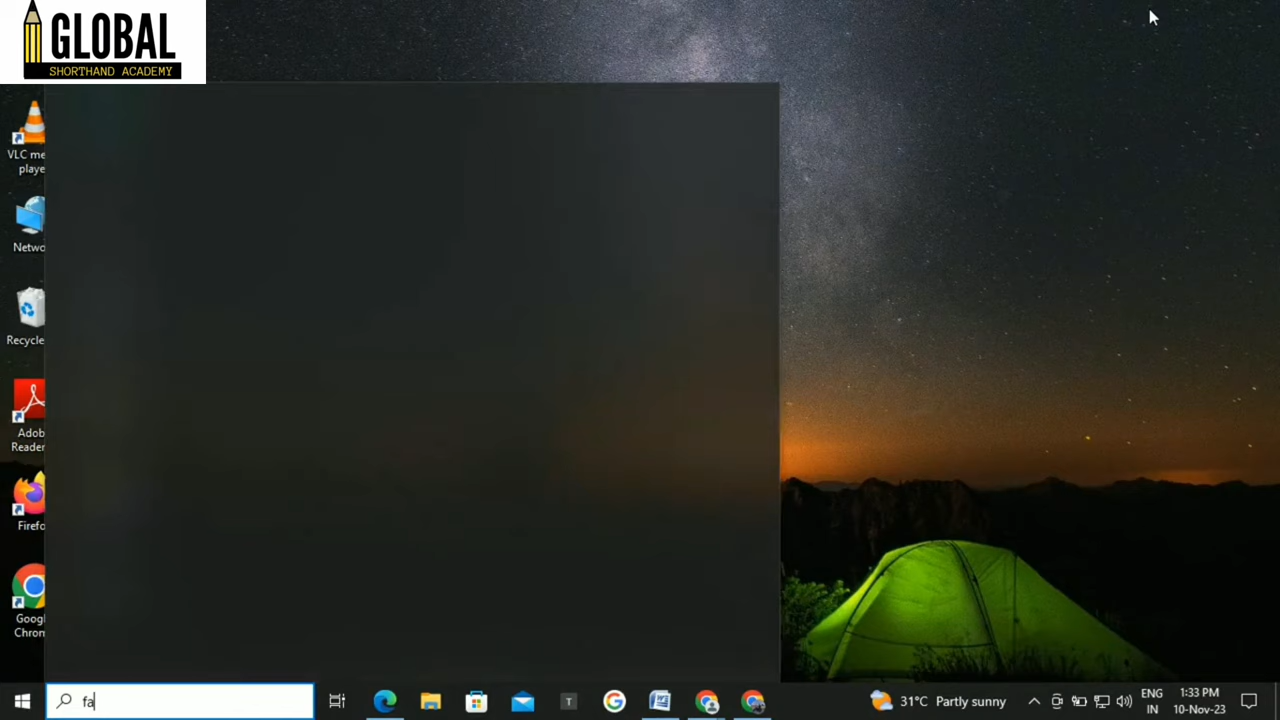 GLOBAL
SHORTHAND ACADEMY
VLC me
playe
Netwo
Recycle
Adob
Reader
Firefo
Goog
Chron
fa
T
31°C Partly sunny
ENG
IN
1:33 PM
10-Nov-23